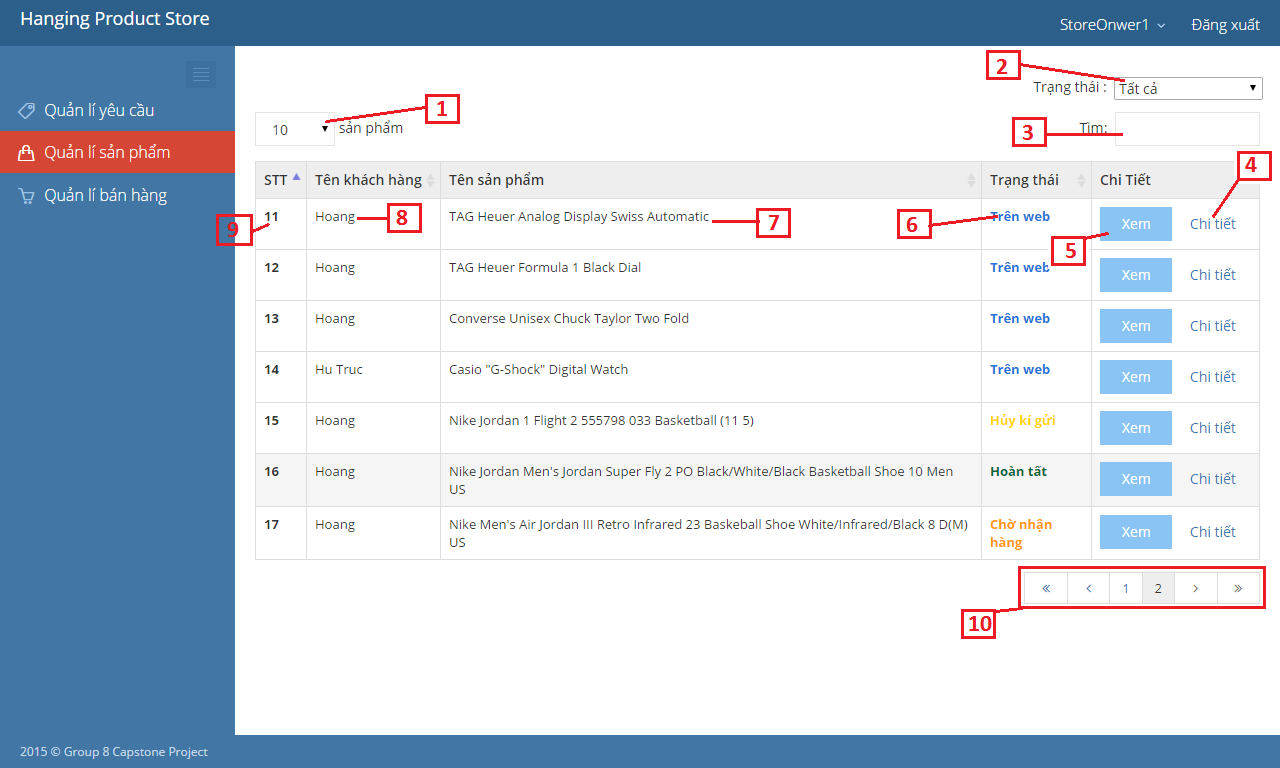 Hanging Product Store
StoreOnwer1 Đăng xuất
Quản lí yêu cầu
Quản lí sản phẩm
Quản lí bán hàng
2
Trạng thái : Tất cả
1
10 sản phẩm
3
Tìm:
4
STT Tên khách hàng Tên sản phẩm Trạng thái Chi Tiết
11 Hoang TAG Heuer Analog Display Swiss Automatic Trên web Xem Chi tiết
9 8 7 6 5
12 Hoang TAG Heuer Formula 1 Black Dial Trên web Xem Chi tiết
13 Hoang Converse Unisex Chuck Taylor Two Fold Trên web Xem Chi tiết
14 Hu Truc Casio "G-Shock" Digital Watch Trên web Xem Chi tiết
15 Hoang Nike Jordan 1 Flight 2 555798 033 Basketball (11 5) Hủy kí gửi Xem Chi tiết
16 Hoang Nike Jordan Men's Jordan Super Fly 2 PO Black/White/Black Basketball Shoe 10 Men Hoàn tất Xem Chi tiết
US
17 Hoang Nike Men's Air Jordan III Retro Infrared 23 Baskeball Shoe White/Infrared/Black 8 D(M) Chờ nhận Xem Chi tiết
US hàng
« ‹ 1 2 › »
10
2015 © Group 8 Capstone Project